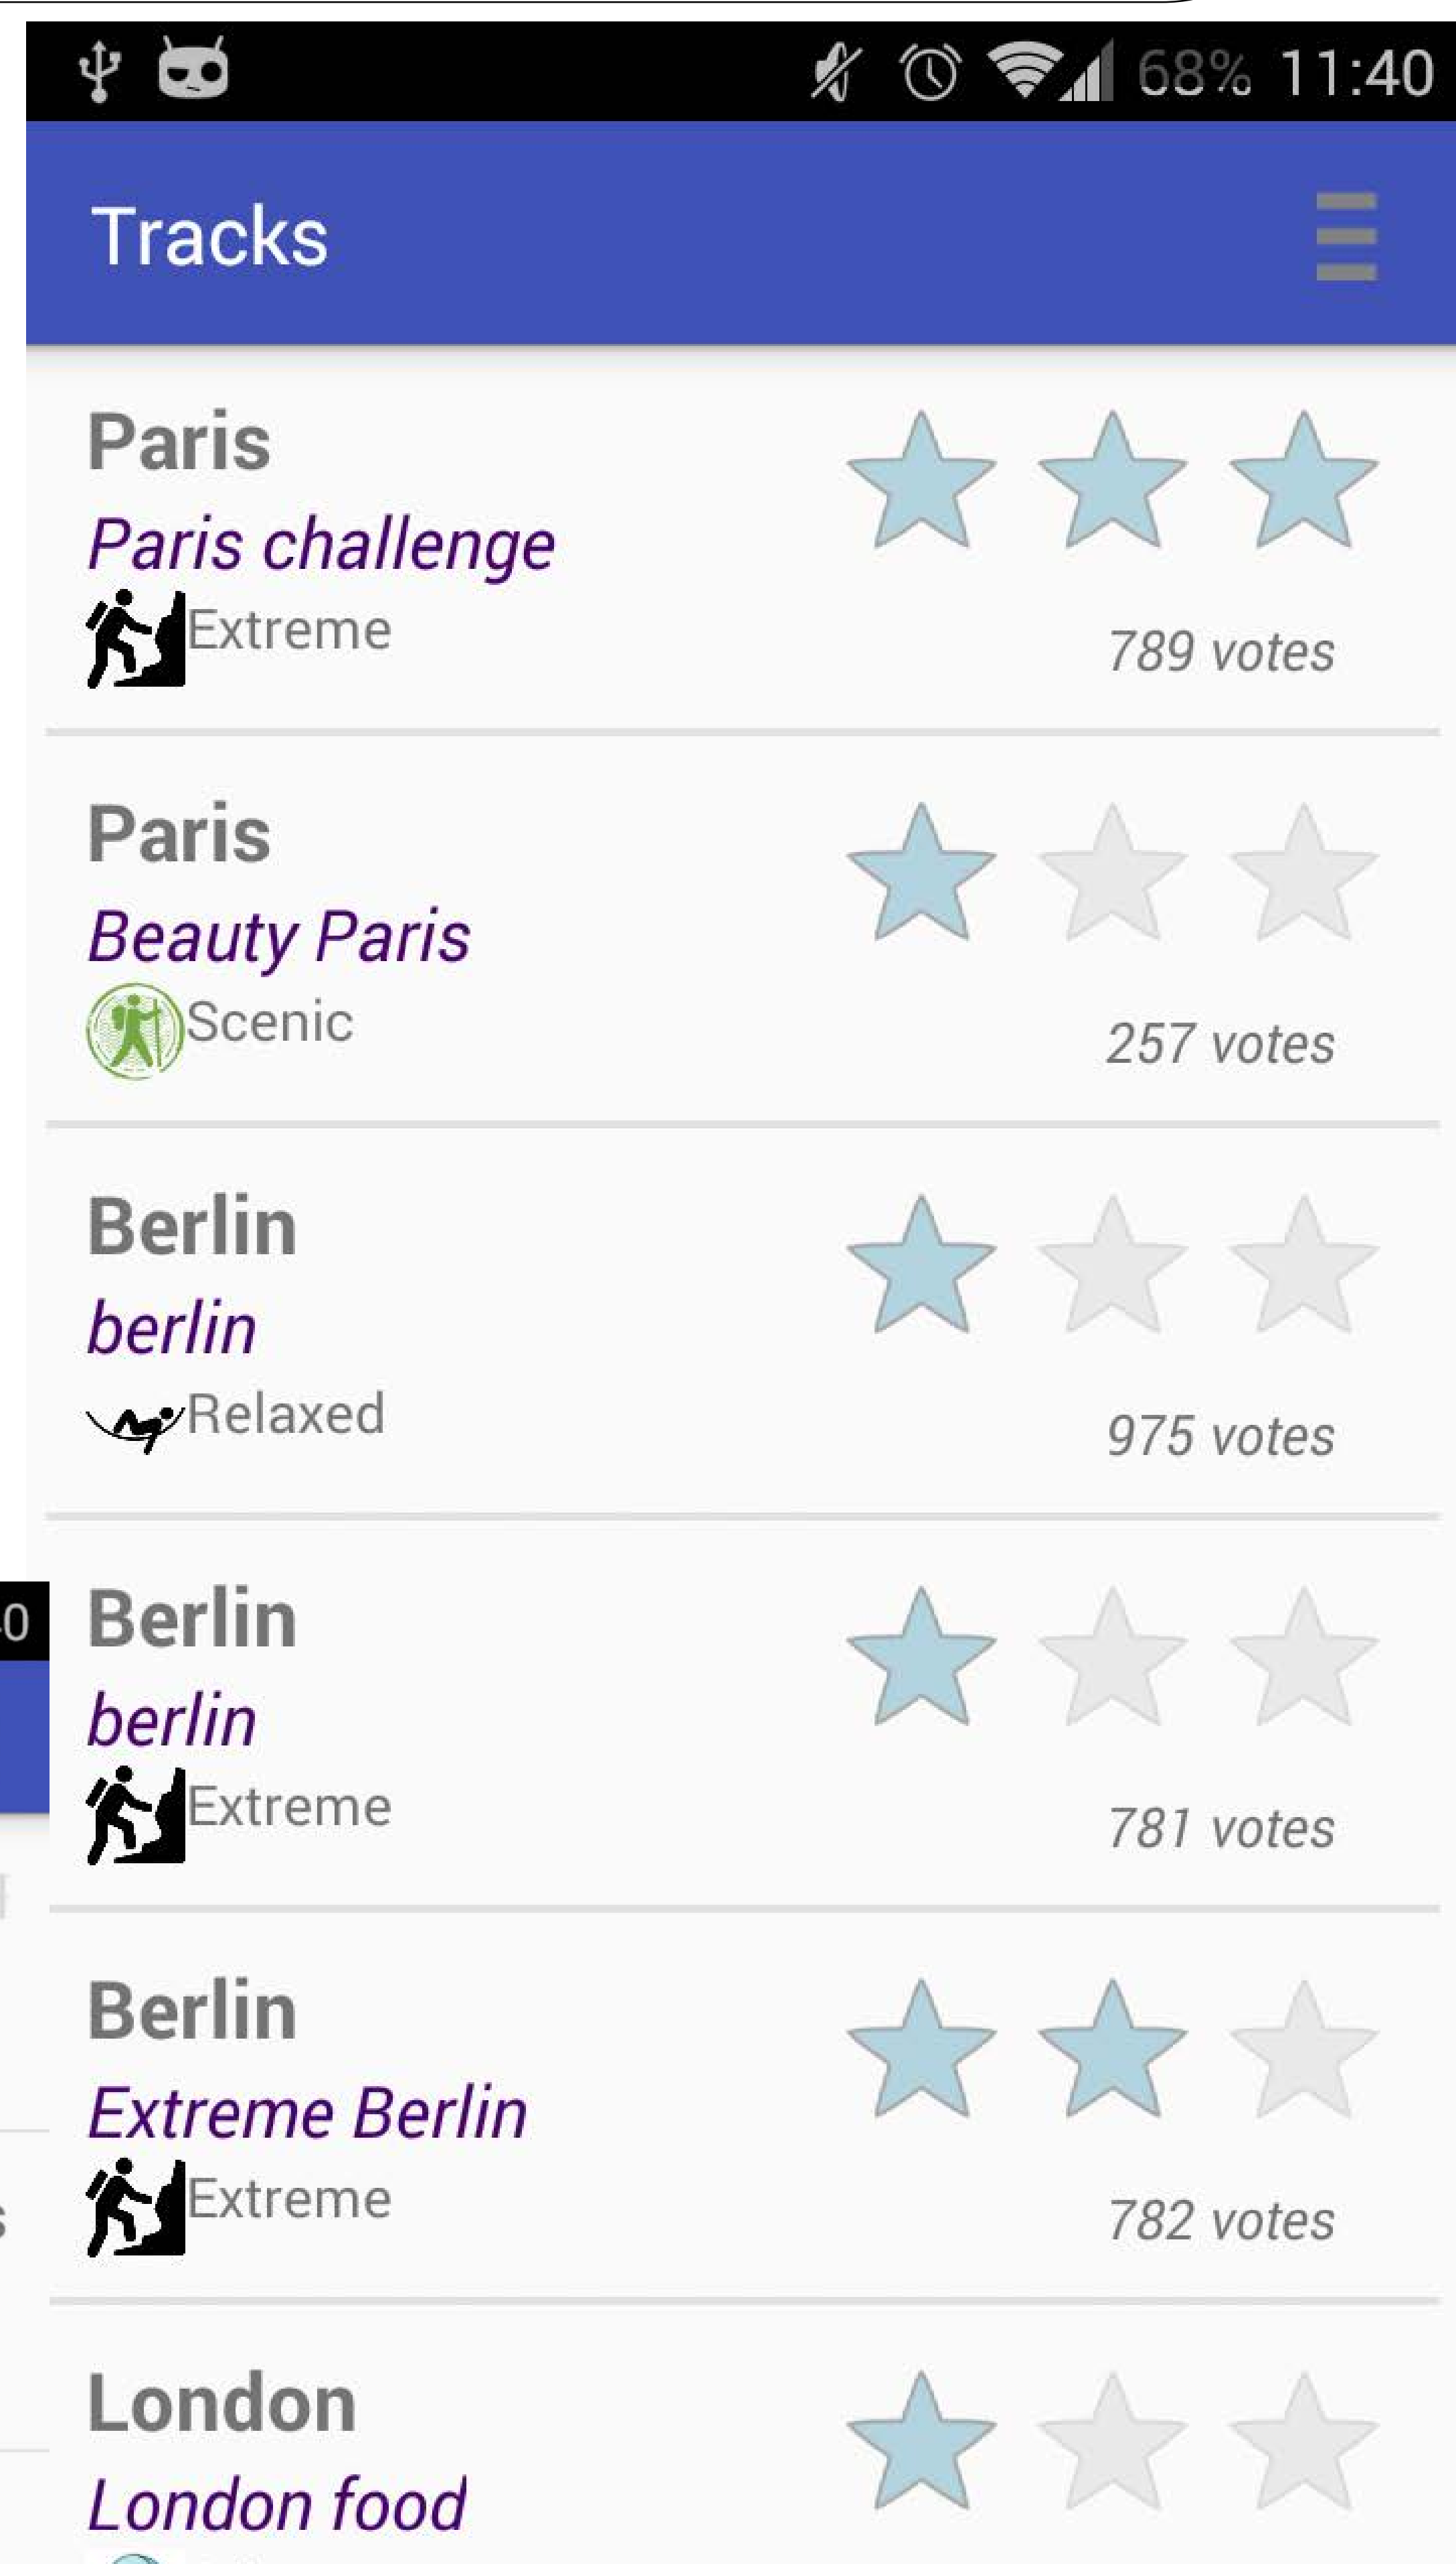 68% 11:40
Tracks
Paris
Paris challenge
Extreme
789 votes
Paris
Beauty Paris
Scenic
257 votes
Berlin
berlin
Relaxed
975 votes
0
Berlin
berlin
Extreme
781 votes
Berlin
Extreme Berlin
Extreme
782 votes
s
London
London food